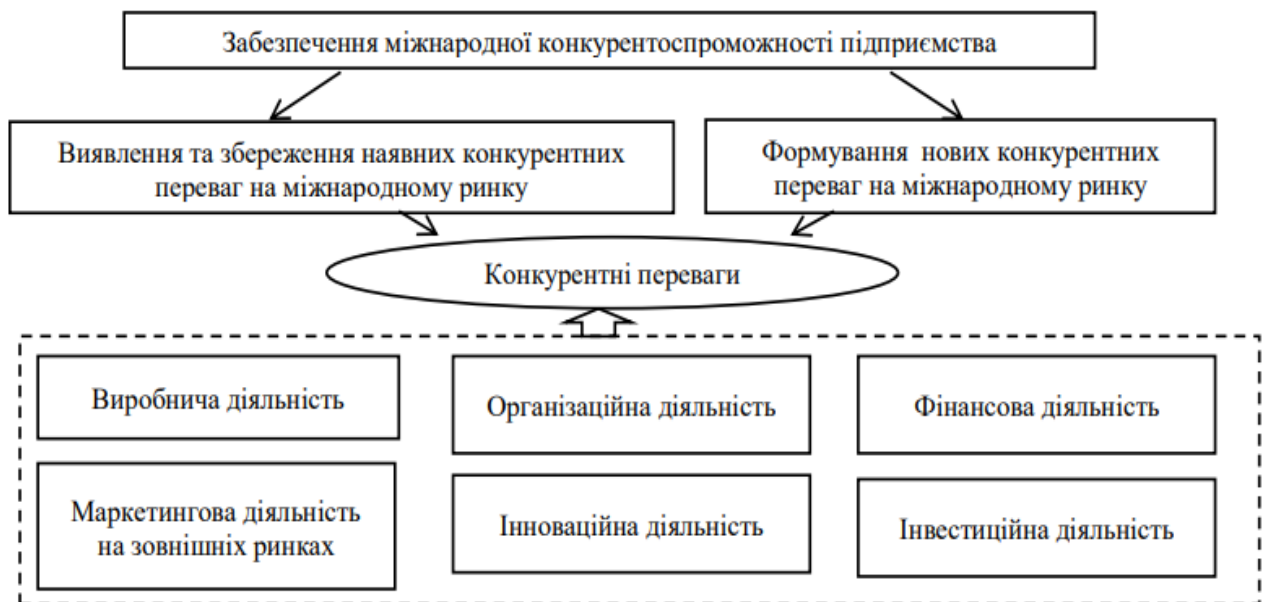 Забезпечення міжнародної конкурентоспроможності підприємства
Виявлення та збереження наявних конкурентних
переваг на міжнародному ринку
Формування нових конкурентних
переваг на міжнародному ринку
Конкурентні переваги
Виробнича діяльність
Організаційна діяльність
Фінансова діяльність
Маркетингова діяльність
на зовнішніх ринках
Інноваційна діяльність
Інвестиційна діяльність